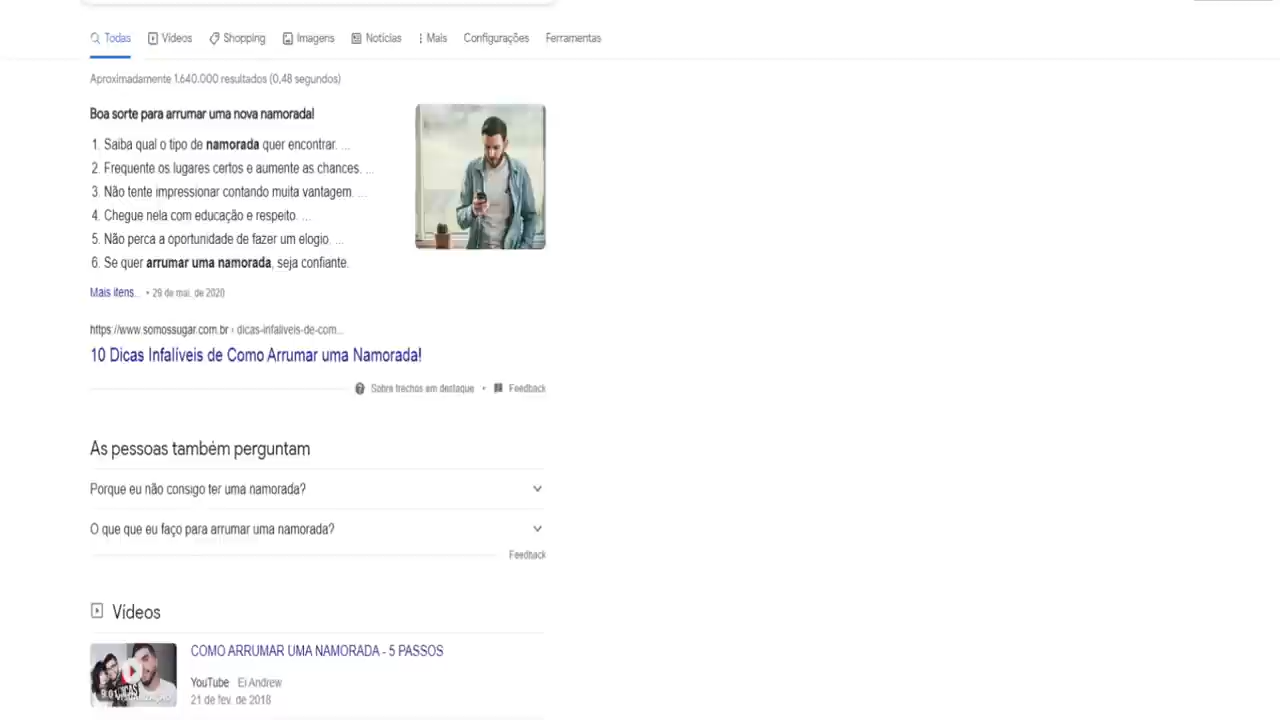 Todas Vídeos Shopping Imagens Notícias Mais Configurações Ferramentas
Aproximadamente 1.640.000 resultados (0,48 segundos)
Boa sorte para arrumar uma nova namorada!
1. Saiba qual o tipo de namorada quer encontrar. ...
2. Frequente os lugares certos e aumente as chances. ...
3. Não tente impressionar contando muita vantagem. ...
4. Chegue nela com educação e respeito. ...
5. Não perca a oportunidade de fazer um elogio. ...
6. Se quer arrumar uma namorada, seja confiante.
Mais itens... • 29 de mai. de 2020
https://www.somossugar.com.br › dicas-infaliveis-de-com...
10 Dicas Infalíveis de Como Arrumar uma Namorada!
Sobre trechos em destaque • Feedback
As pessoas também perguntam
Porque eu não consigo ter uma namorada?
O que que eu faço para arrumar uma namorada?
Feedback
Vídeos
COMO ARRUMAR UMA NAMORADA - 5 PASSOS
YouTube Ei Andrew
21 de fev. de 2018
9:01